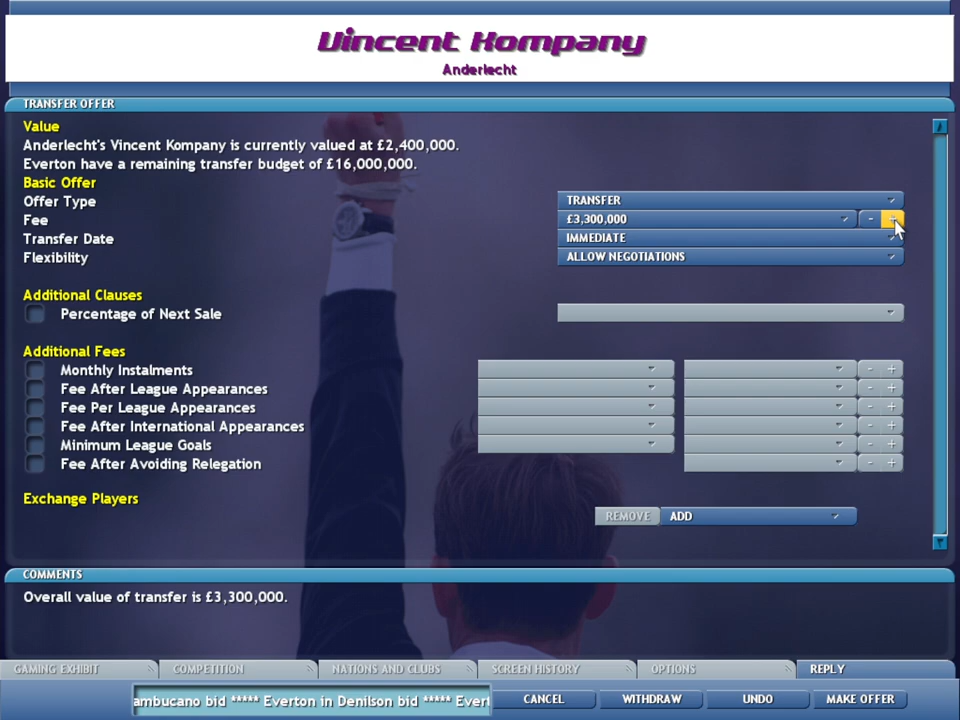 Vincent Kompany
Anderlecht
TRANSFER OFFER
Value
Anderlecht's Vincent Kompany is currently valued at £2,400,000.
Everton have a remaining transfer budget of £16,000,000.
Basic Offer
Offer Type TRANSFER
Fee £3,300,000 - +
Transfer Date IMMEDIATE
Flexibility ALLOW NEGOTIATIONS
Additional Clauses
Percentage of Next Sale
Additional Fees
Monthly Instalments - +
Fee After League Appearances - +
Fee Per League Appearances - +
Fee After International Appearances - +
Minimum League Goals - +
Fee After Avoiding Relegation - +
Exchange Players
REMOVE ADD
COMMENTS
Overall value of transfer is £3,300,000.
GAMING EXHIBIT COMPETITION NATIONS AND CLUBS SCREEN HISTORY OPTIONS REPLY
ambucano bid ***** Everton in Denilson bid ***** Evert CANCEL WITHDRAW UNDO MAKE OFFER